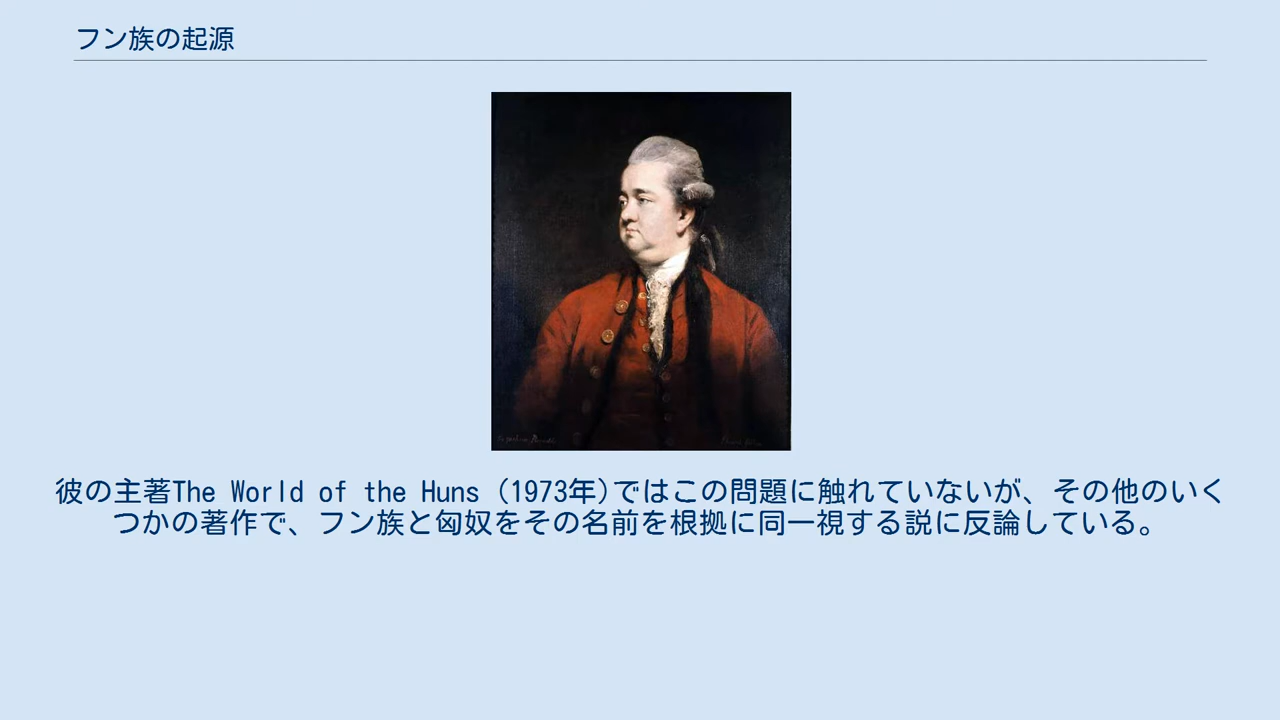 フン族の起源
彼の主著The World of the Huns (1973年)ではこの問題に触れていないが、その他のいく
つかの著作で、フン族と匈奴をその名前を根拠に同一視する説に反論している。